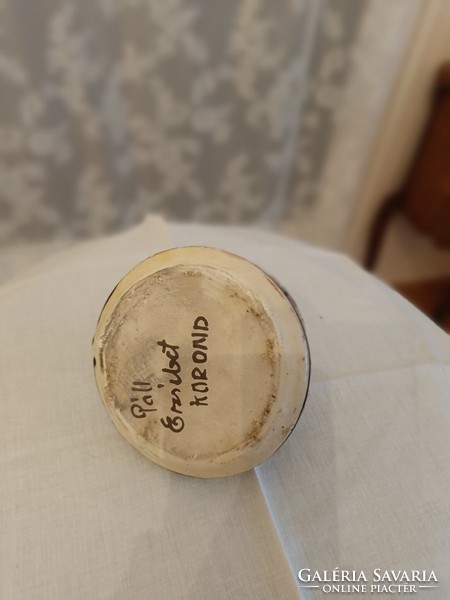 Páll
Erzsébet
KOROND
GALÉRIA SAVARIA
ONLINE PIACTÉR